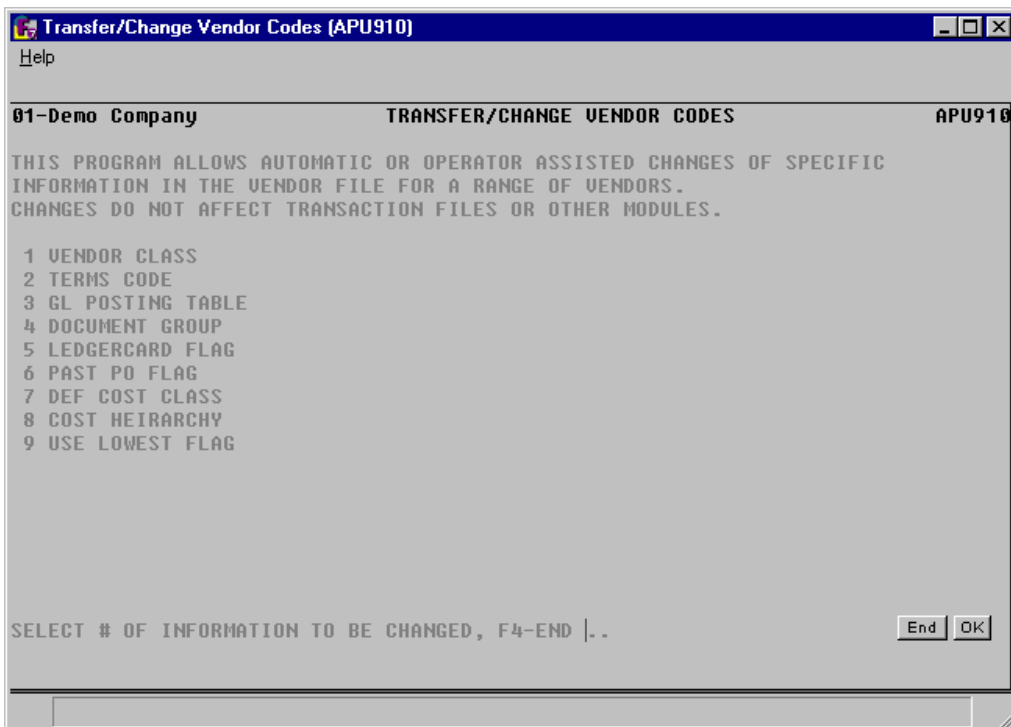 Transfer/Change Vendor Codes (APU910)
Help
01-Demo Company TRANSFER/CHANGE VENDOR CODES APU910
THIS PROGRAM ALLOWS AUTOMATIC OR OPERATOR ASSISTED CHANGES OF SPECIFIC
INFORMATION IN THE VENDOR FILE FOR A RANGE OF VENDORS.
CHANGES DO NOT AFFECT TRANSACTION FILES OR OTHER MODULES.
1 VENDOR CLASS
2 TERMS CODE
3 GL POSTING TABLE
4 DOCUMENT GROUP
5 LEDGERCARD FLAG
6 PAST PO FLAG
7 DEF COST CLASS
8 COST HEIRARCHY
9 USE LOWEST FLAG
SELECT # OF INFORMATION TO BE CHANGED, F4-END .. End OK